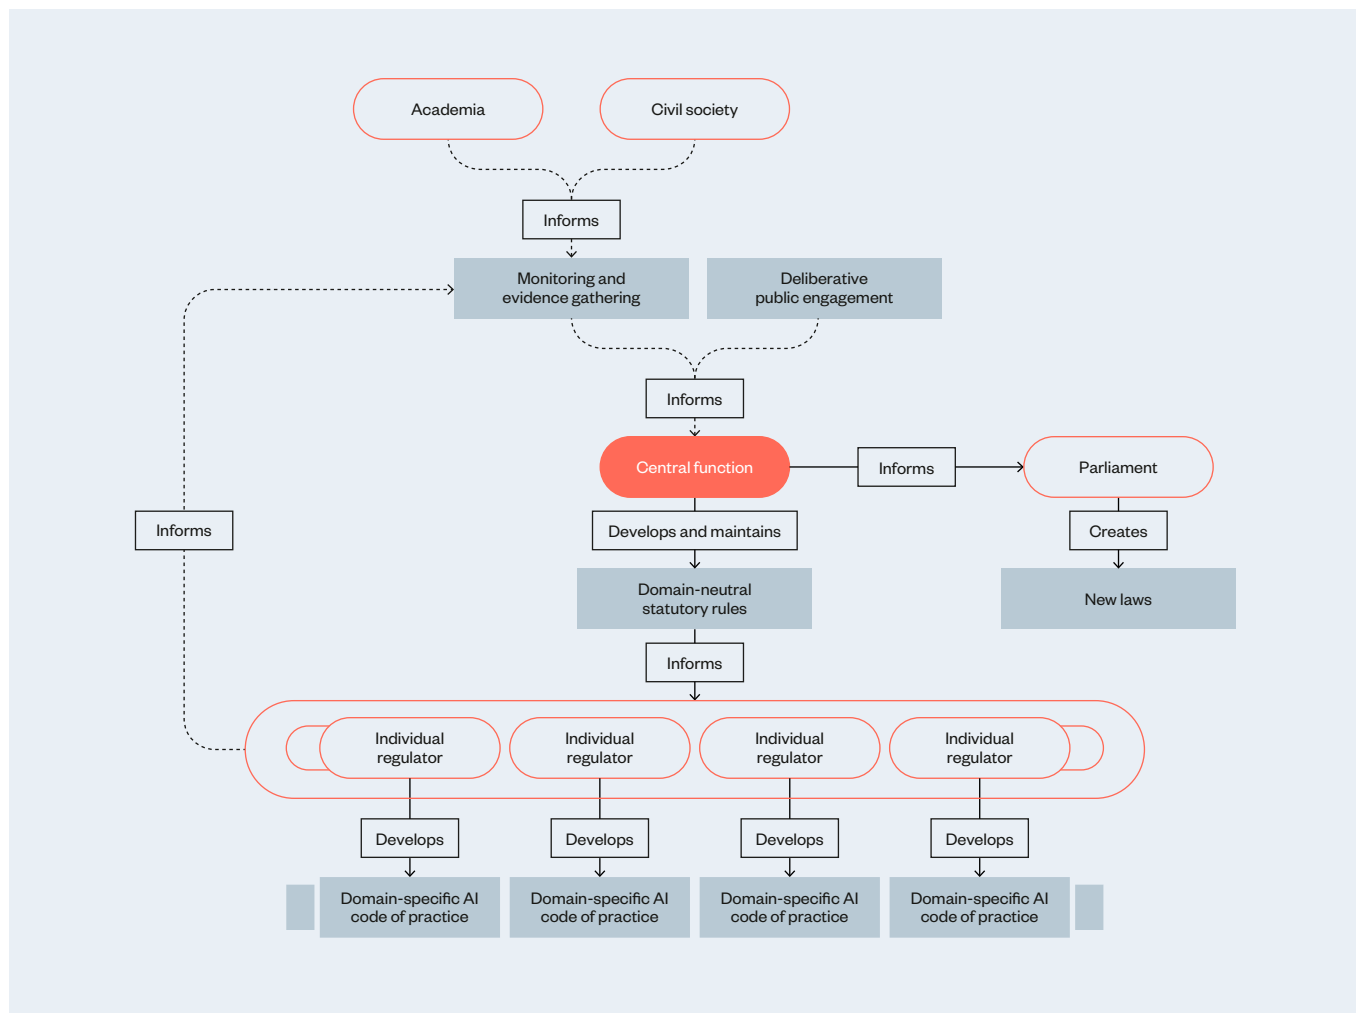 Academia
Civil society
Informs
Monitoring and
evidence gathering
Deliberative
public engagement
Informs
Central function
Informs
Parliament
Informs
Develops and maintains
Creates
Domain-neutral
statutory rules
New laws
Informs
Individual
regulator
Individual
regulator
Individual
regulator
Individual
regulator
Develops
Develops
Develops
Develops
Domain-specific AI
code of practice
Domain-specific AI
code of practice
Domain-specific AI
code of practice
Domain-specific AI
code of practice